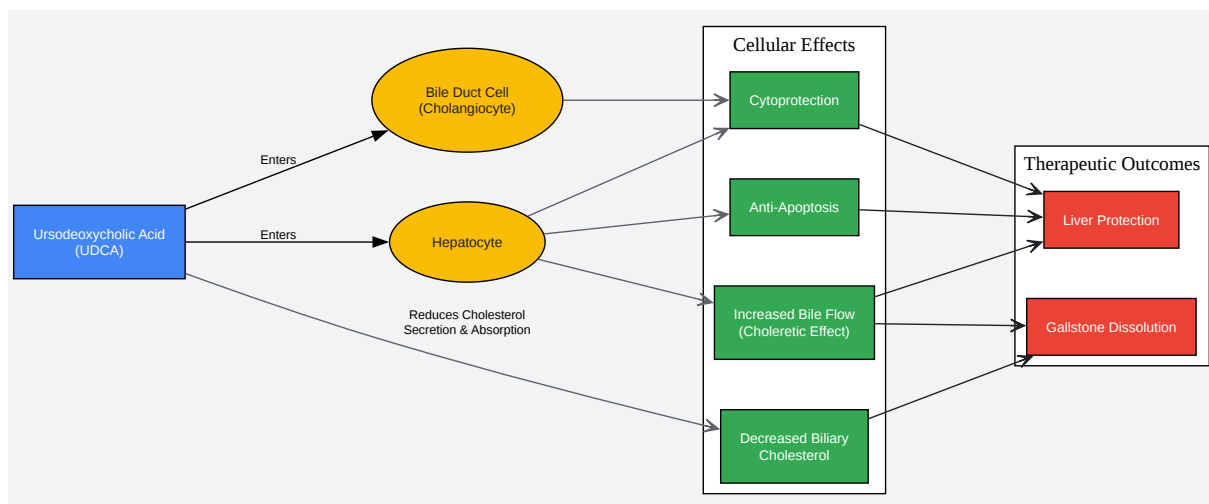 Cellular Effects
Bile Duct Cell
(Cholangiocyte)
Cytoprotection
Enters
Therapeutic Outcomes
Ursodeoxycholic Acid
(UDCA)
Enters
Hepatocyte
Anti-Apoptosis
Liver Protection
Reduces Cholesterol
Secretion & Absorption
Increased Bile Flow
(Choleretic Effect)
Gallstone Dissolution
Decreased Biliary
Cholesterol